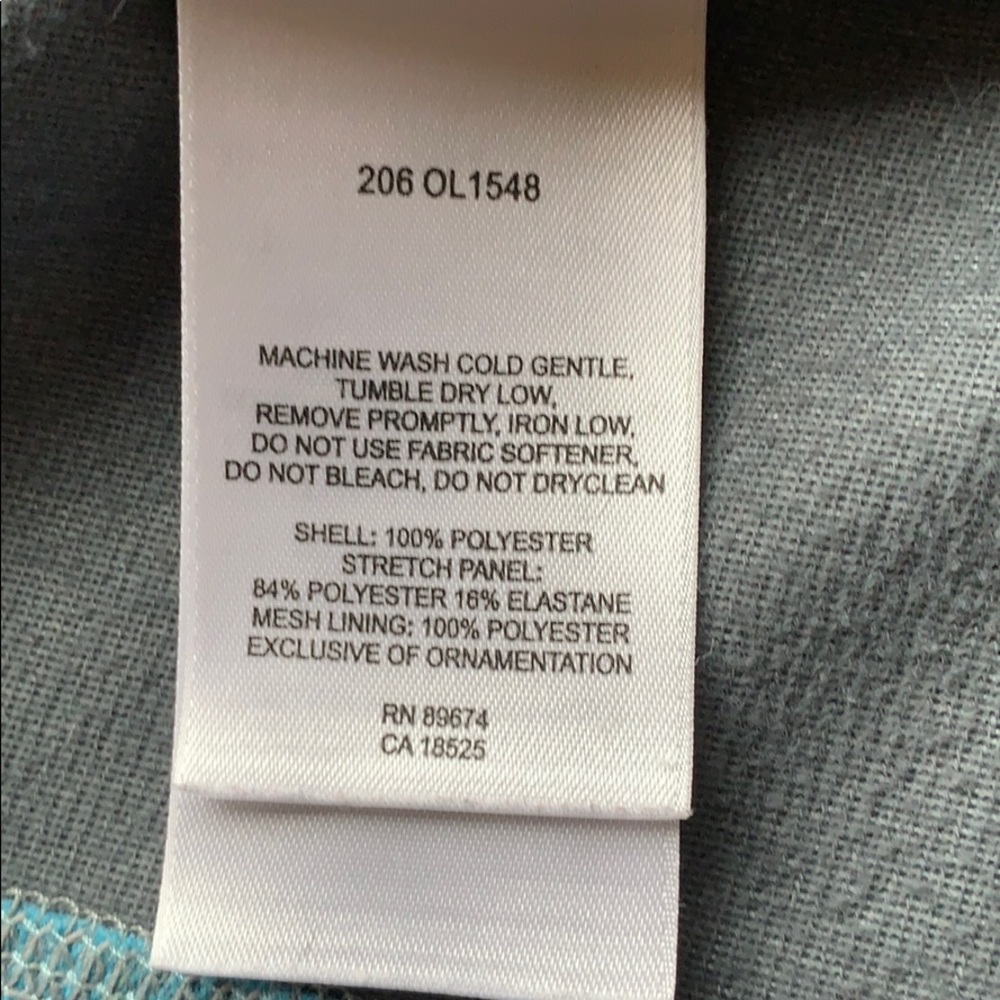 206 OL1548
MACHINE WASH COLD GENTLE,
TUMBLE DRY LOW,
REMOVE PROMPTLY, IRON LOW,
DO NOT USE FABRIC SOFTENER,
DO NOT BLEACH, DO NOT DRYCLEAN
SHELL: 100% POLYESTER
STRETCH PANEL:
84% POLYESTER 16% ELASTANE
MESH LINING: 100% POLYESTER
EXCLUSIVE OF ORNAMENTATION
RN 89674
CA 18525